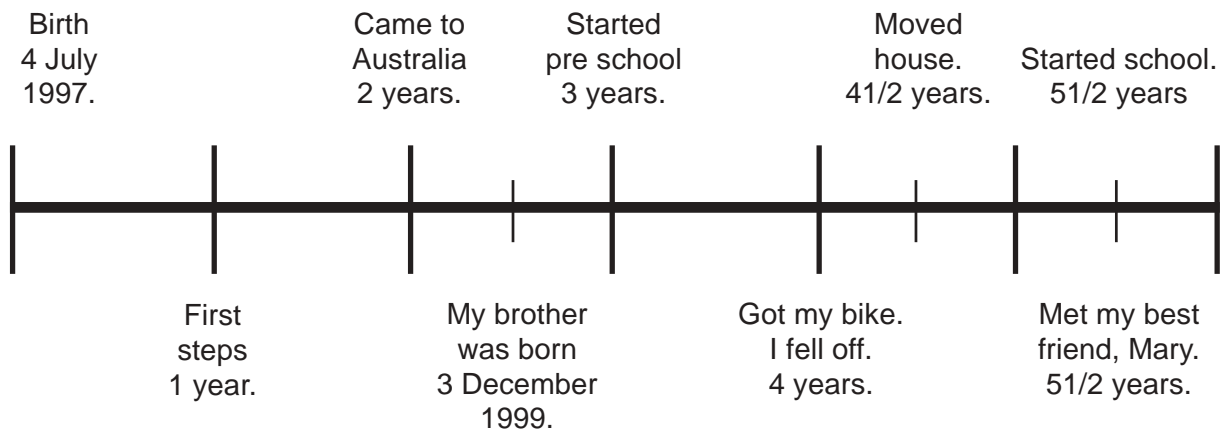 Birth
4 July
1997.
Came to
Australia
2 years.
Started
pre school
3 years.
Moved
house.
41/2 years.
Started school.
51/2 years
First
steps
1 year.
My brother
was born
3 December
1999.
Got my bike.
I fell off.
4 years.
Met my best
friend, Mary.
51/2 years.